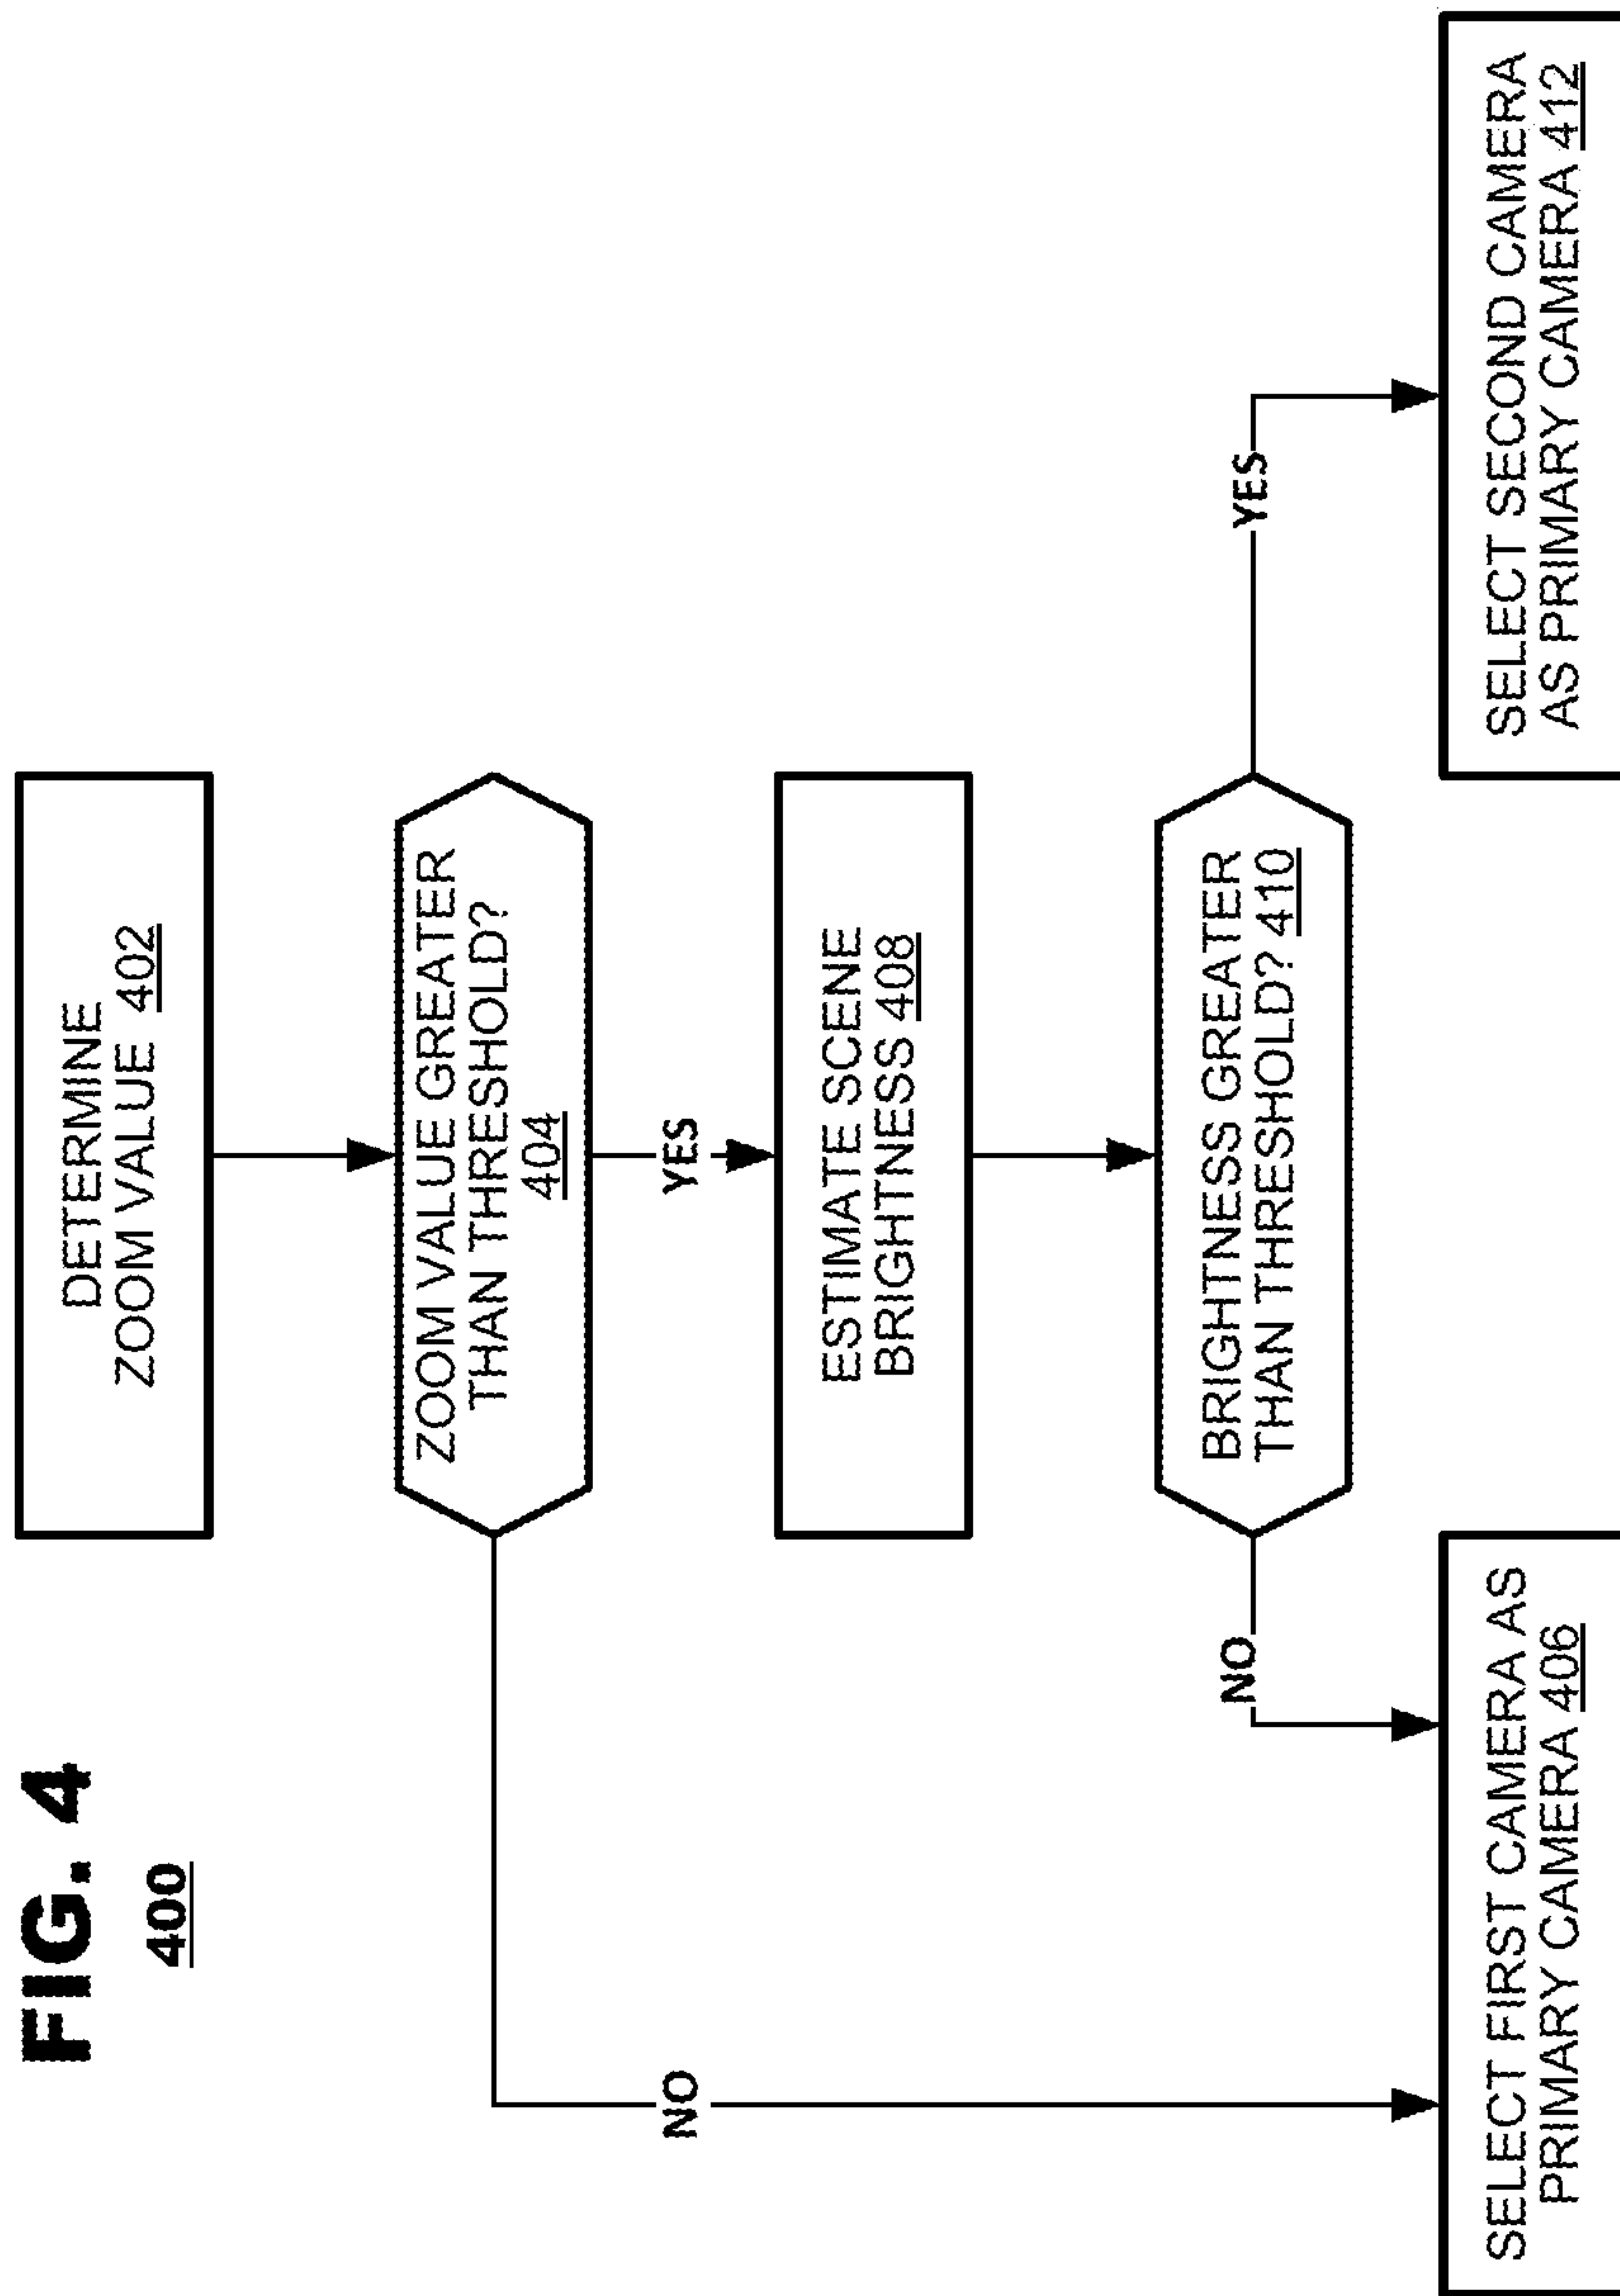 FIG. 4
400
DETERMINE
ZOOM VALUE 402
ZOOM VALUE GREATER
THAN THRESHOLD?
404
NO
YES
ESTIMATE SCENE
BRIGHTNESS 408
BRIGHTNESS GREATER
THAN THRESHOLD? 410
NO
YES
SELECT FIRST CAMERA AS
PRIMARY CAMERA 406
SELECT SECOND CAMERA
AS PRIMARY CAMERA 412